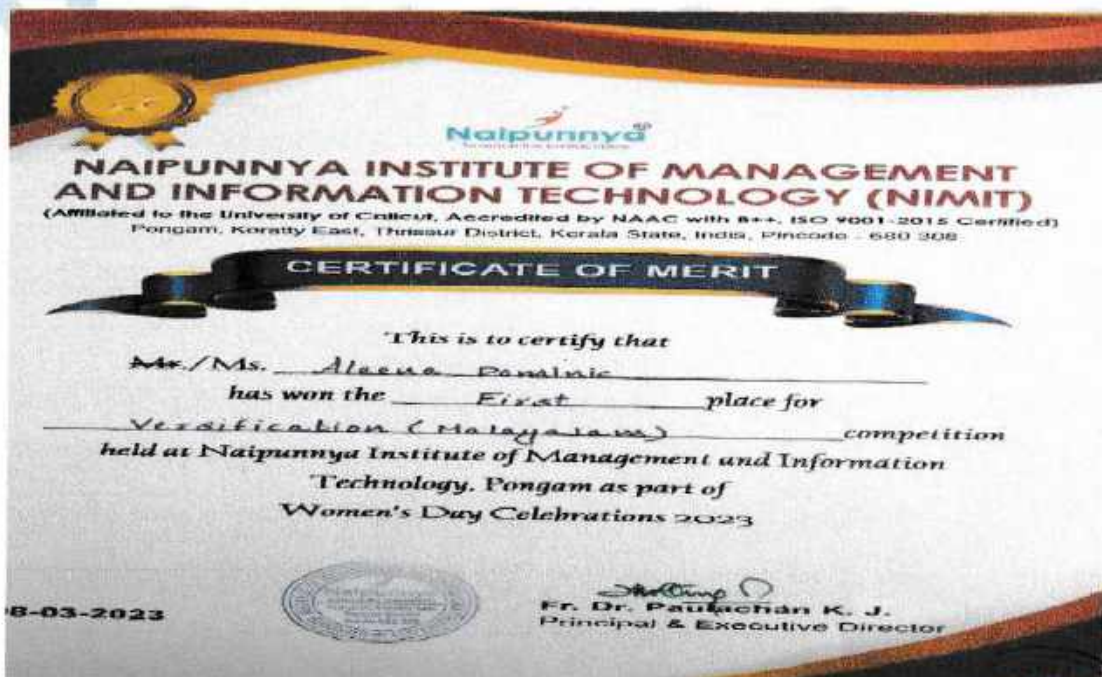 Naipunnya
NAIPUNNYA INSTITUTE OF MANAGEMENT
AND INFORMATION TECHNOLOGY (NIMIT)
(Affiliated to the University of Calicut, Accredited by NAAC with B++, ISO 9001-2015 Certified)
Pongam, Koratty East, Thrissur District, Kerala State, India, Pincode - 680 308
CERTIFICATE OF MERIT
This is to certify that
Mr./Ms. Aleena Dominic
has won the First place for
Versification (Malayalam) competition
held at Naipunnya Institute of Management and Information
Technology, Pongam as part of
Women's Day Celebrations 2023
8-03-2023
Fr. Dr. Paulachan K. J.
Principal & Executive Director